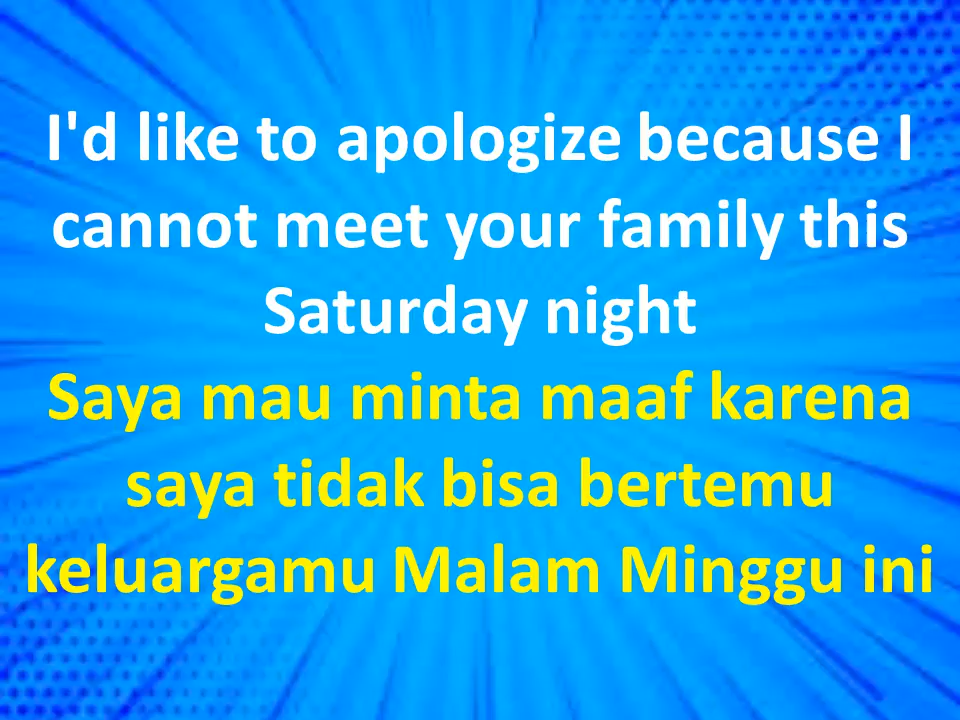 I'd like to apologize because I
cannot meet your family this
Saturday night
Saya mau minta maaf karena
saya tidak bisa bertemu
keluargamu Malam Minggu ini